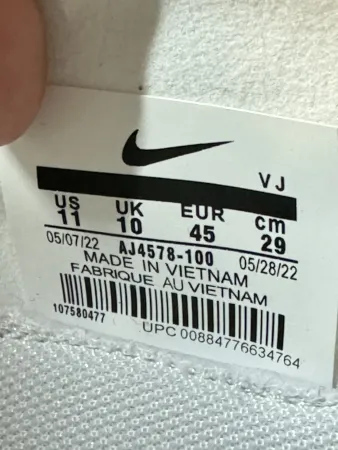 VJ
US UK EUR cm
11 10 45 29
05/07/22 AJ4578-100 05/28/22
MADE IN VIETNAM
FABRIQUE AU VIETNAM
107580477
UPC 00884776634764